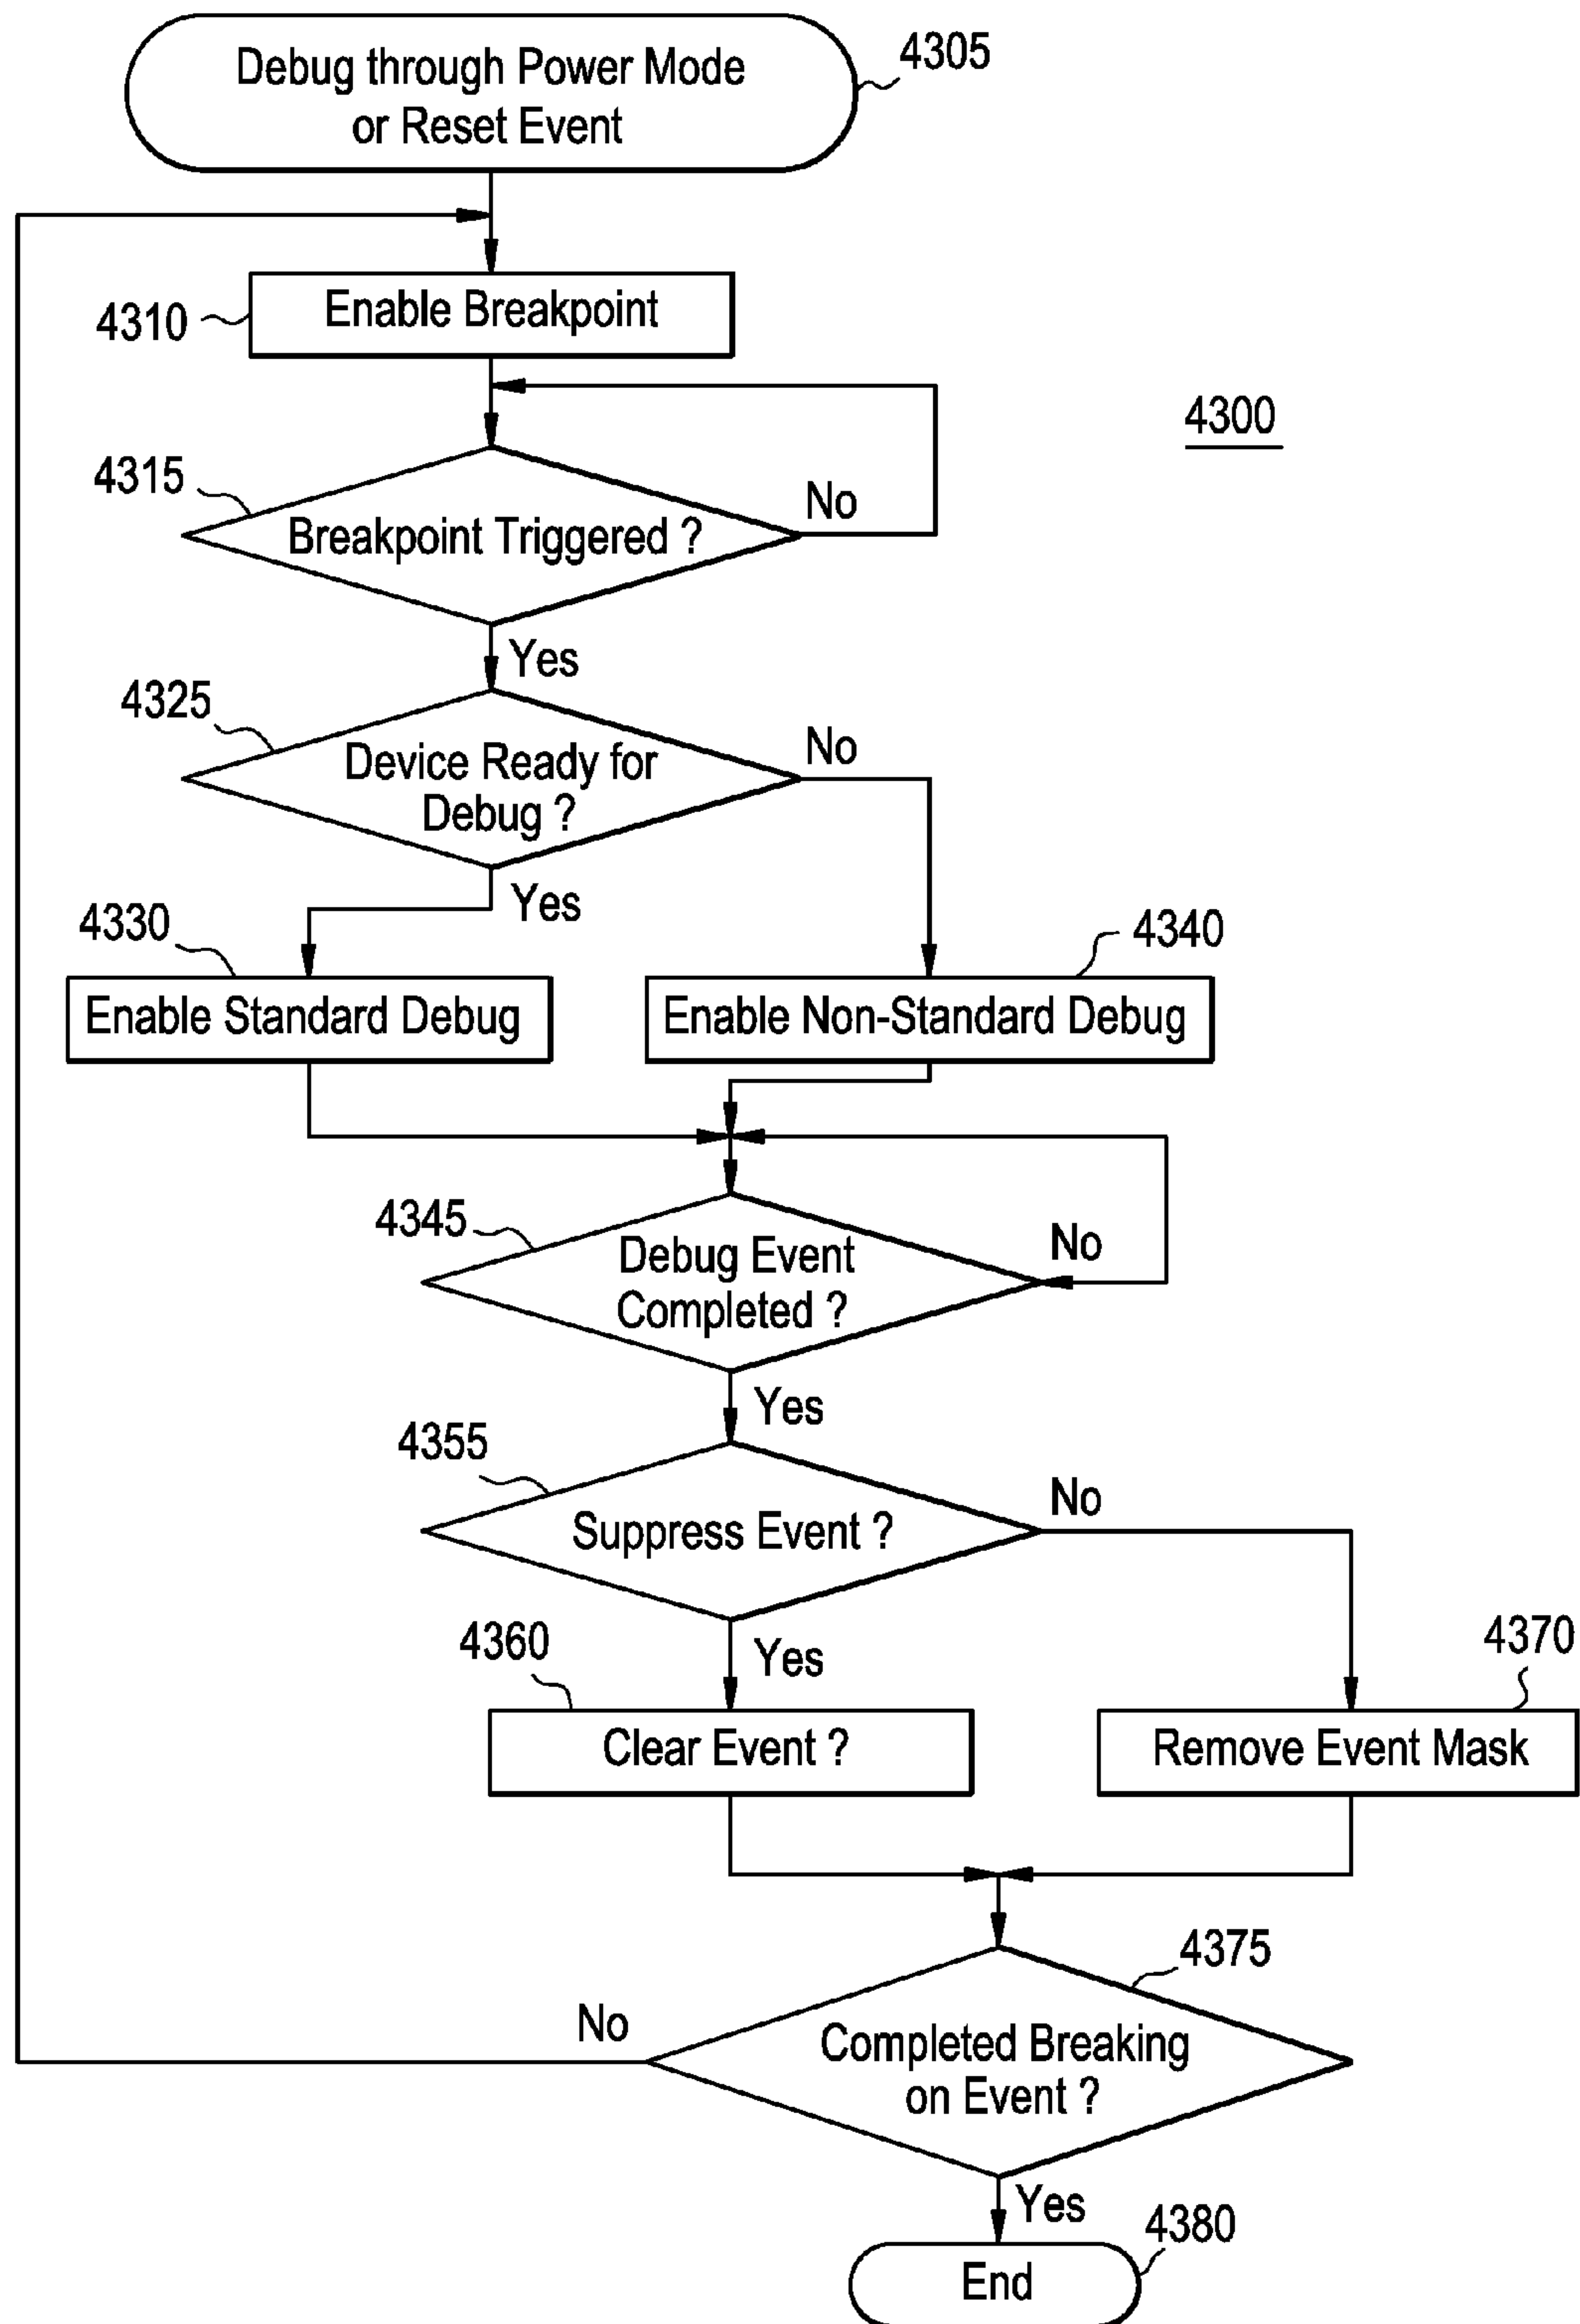 Debug through Power Mode
or Reset Event
4305
Enable Breakpoint
4310
4300
4315
Breakpoint Triggered ?
No
Yes
4325
Device Ready for
Debug ?
No
Yes
4330
4340
Enable Standard Debug
Enable Non-Standard Debug
4345
Debug Event
Completed ?
No
Yes
4355
Suppress Event ?
No
Yes
4360
4370
Clear Event ?
Remove Event Mask
4375
No
Completed Breaking
on Event ?
Yes
4380
End